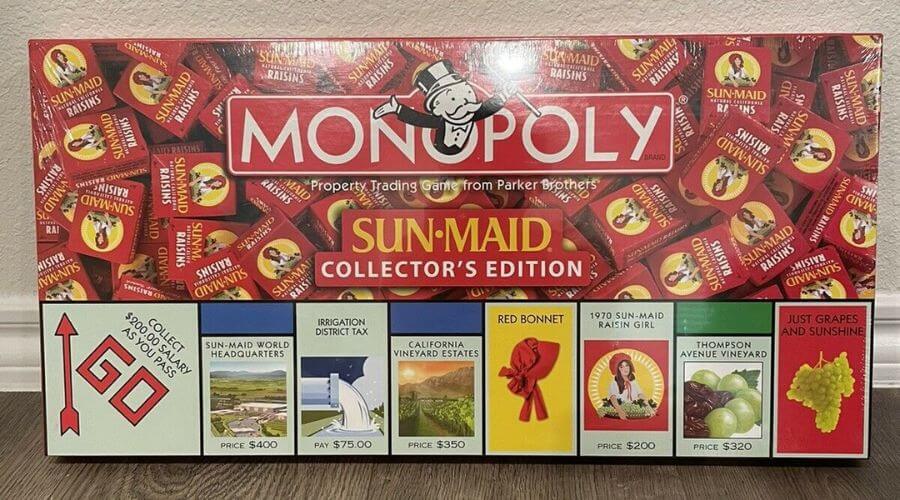 SUN-MAID
NATURAL CALIFORNIA
RAISINS
MONOPOLY®
BRAND
Property Trading Game from Parker Brothers
SUN·MAID®
COLLECTOR'S EDITION
COLLECT
$200.00 SALARY
AS YOU PASS
GO
SUN-MAID WORLD
HEADQUARTERS
PRICE $400
IRRIGATION
DISTRICT TAX
PAY $75.00
CALIFORNIA
VINEYARD ESTATES
PRICE $350
RED BONNET
1970 SUN-MAID
RAISIN GIRL
PRICE $200
THOMPSON
AVENUE VINEYARD
PRICE $320
JUST GRAPES
AND SUNSHINE